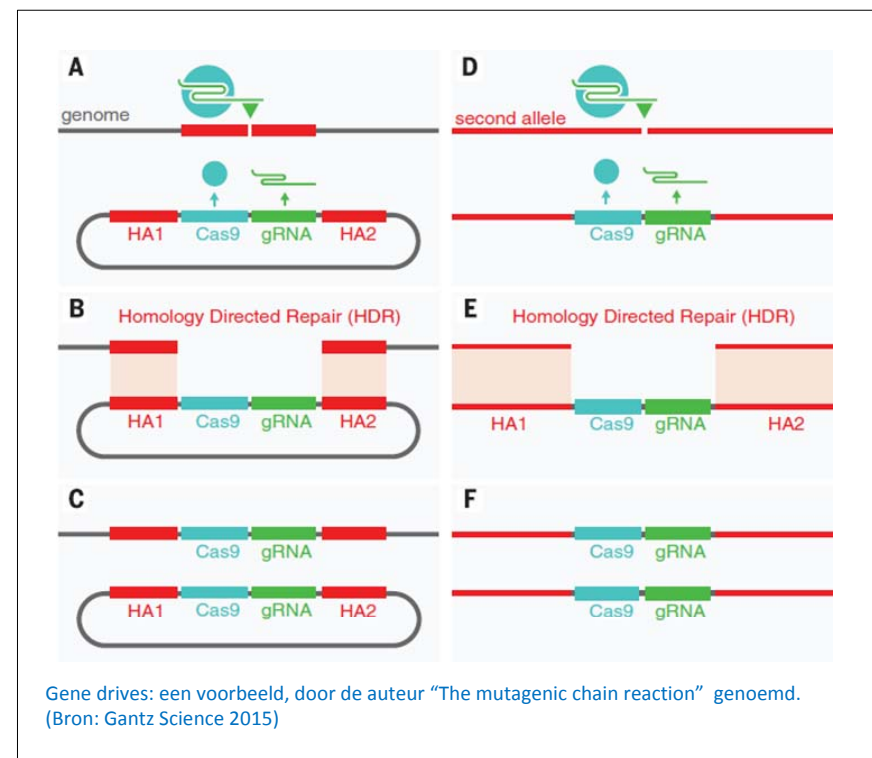 A
genome
HA1 Cas9 gRNA HA2
B
Homology Directed Repair (HDR)
HA1 Cas9 gRNA HA2
C
Cas9 gRNA
HA1 Cas9 gRNA HA2
D
second allele
Cas9 gRNA
E
Homology Directed Repair (HDR)
HA1 Cas9 gRNA HA2
F
Cas9 gRNA
Cas9 gRNA
Gene drives: een voorbeeld, door de auteur “The mutagenic chain reaction” genoemd.
(Bron: Gantz Science 2015)